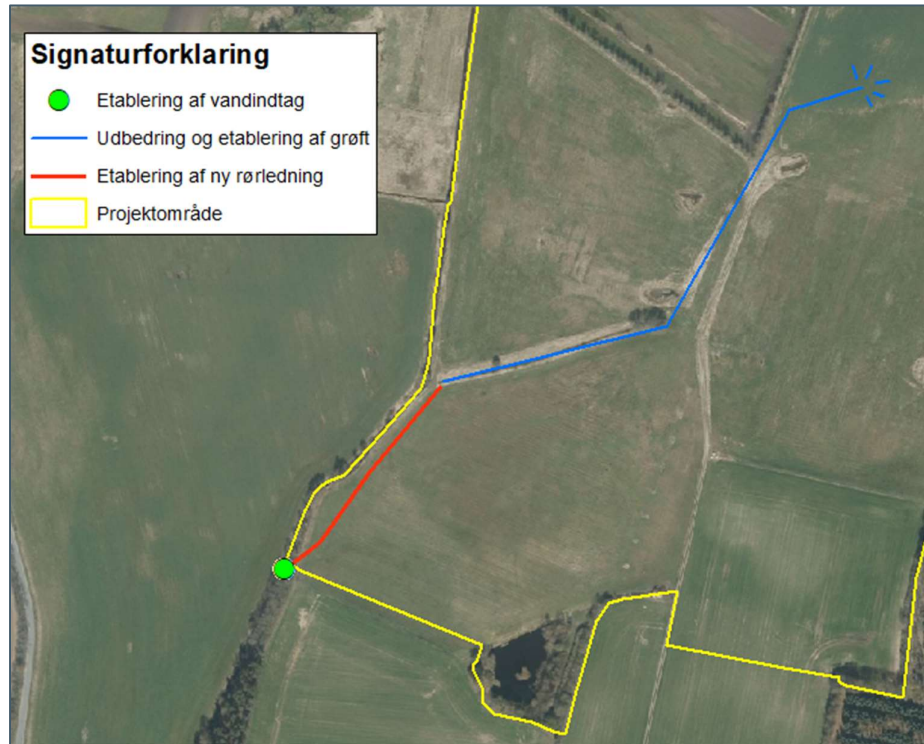 Signaturforklaring
Etablering af vandindtag
Udbedring og etablering af grøft
Etablering af ny rørledning
Projektområde